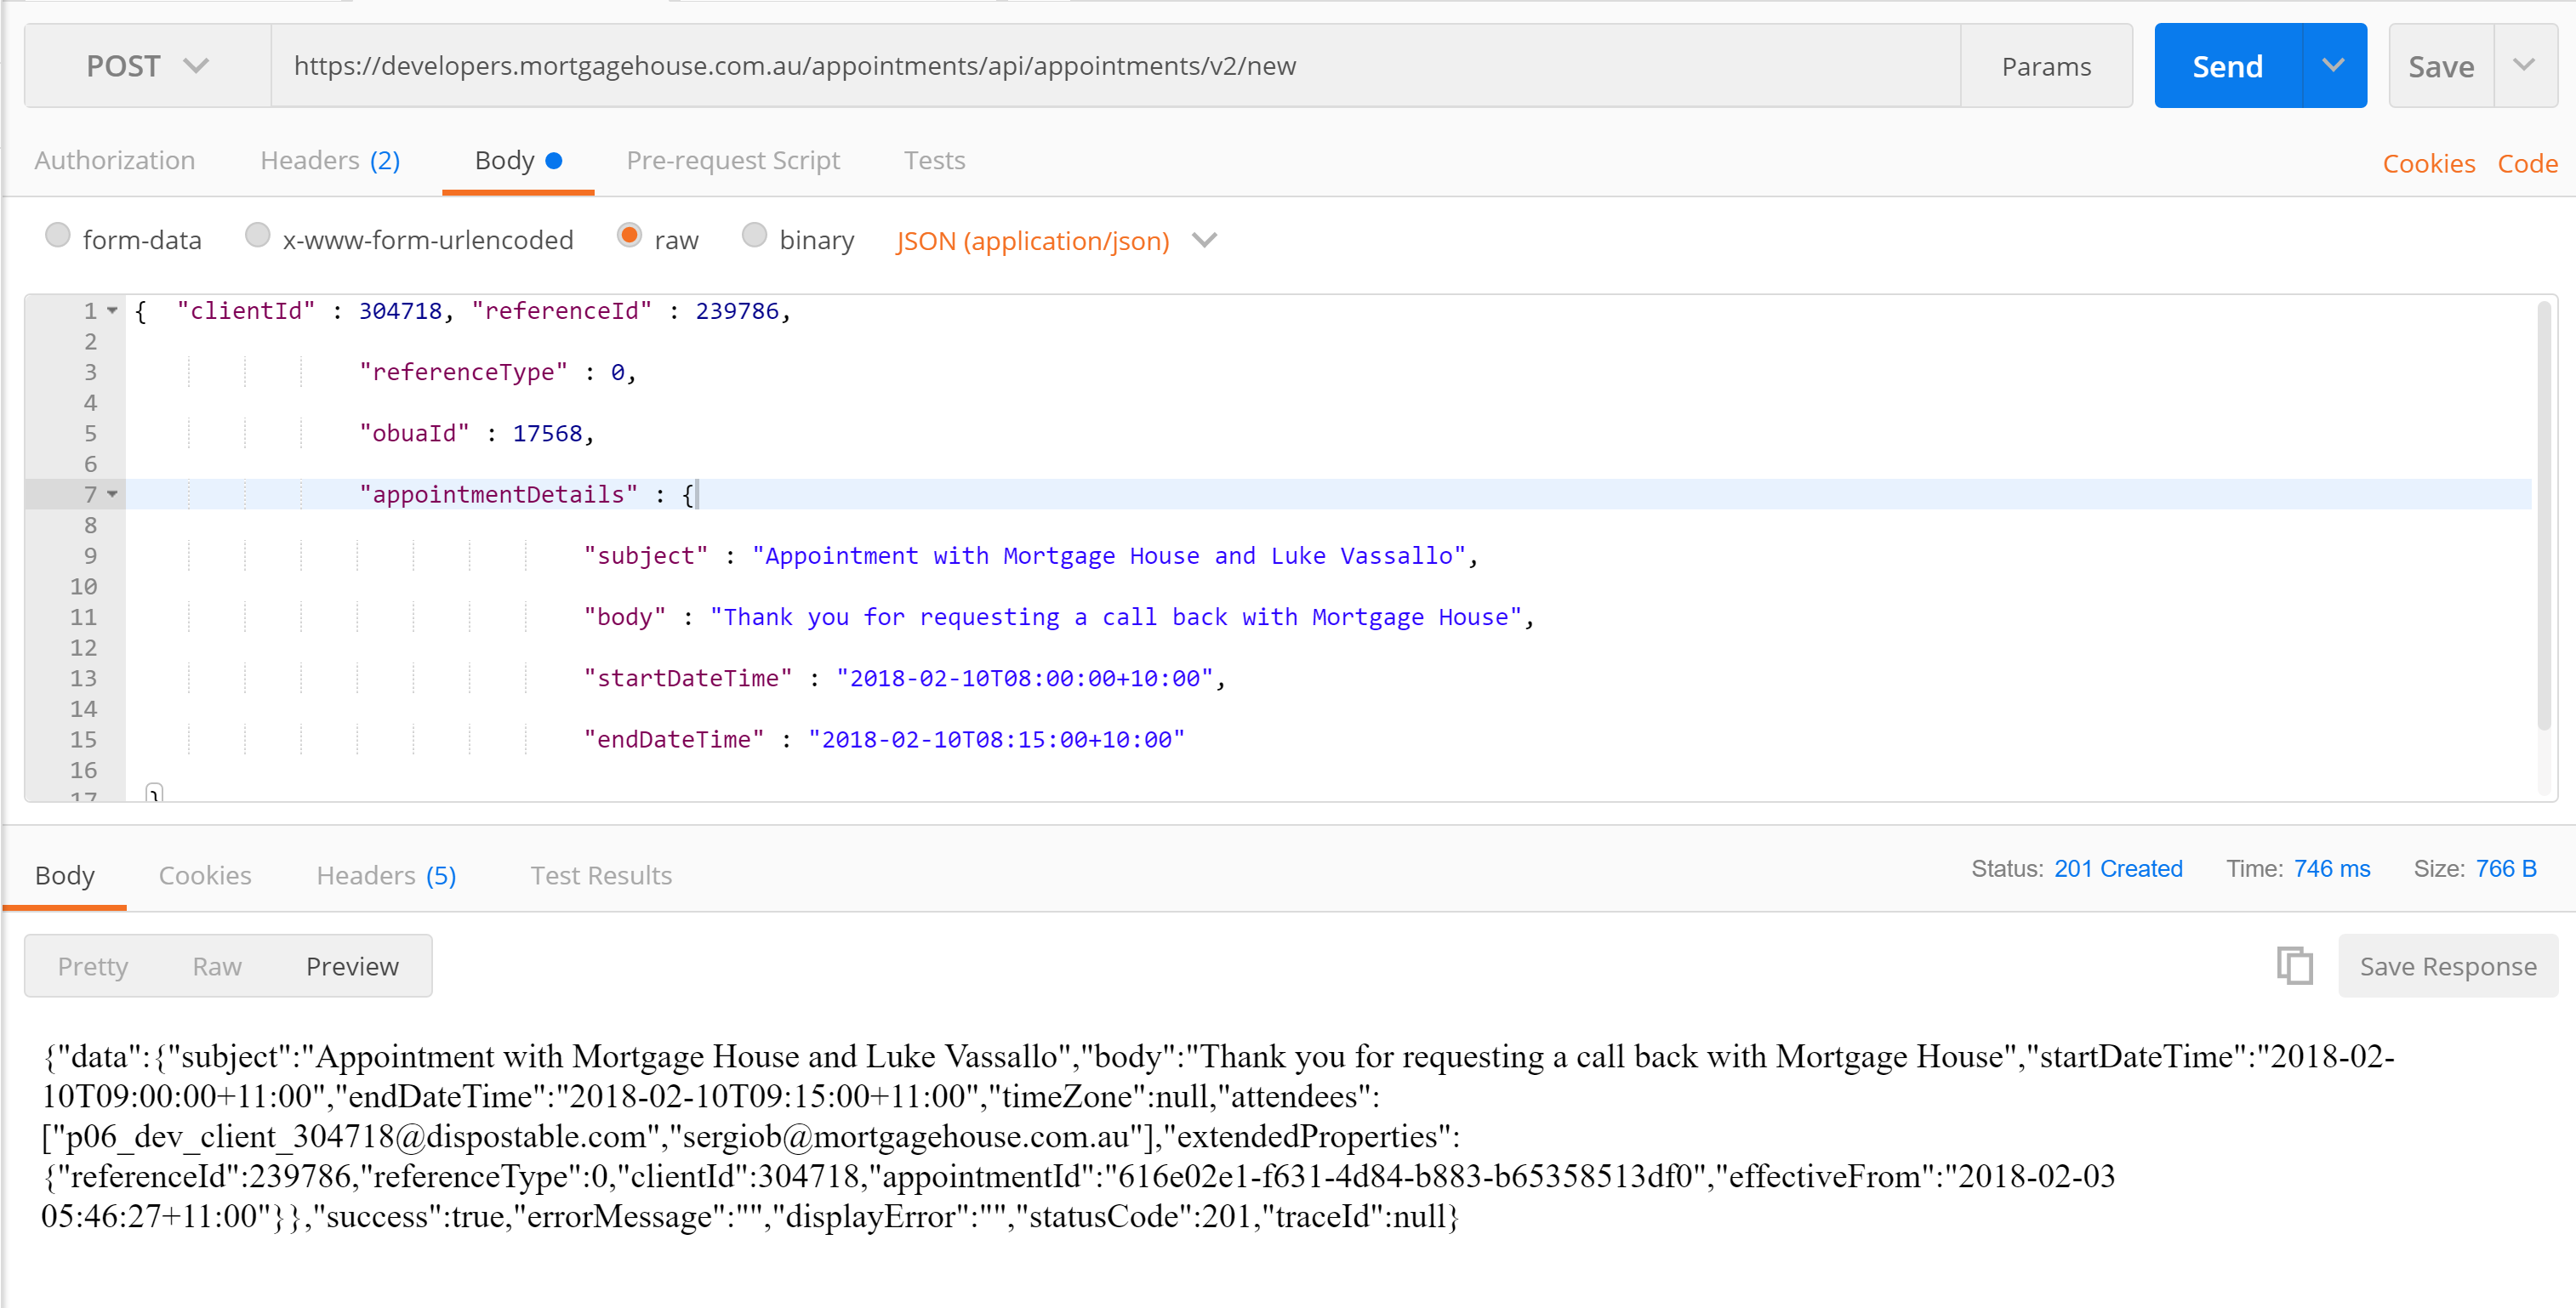 POST https://developers.mortgagehouse.com.au/appointments/api/appointments/v2/new Params Send Save
Authorization Headers (2) Body Pre-request Script Tests Cookies Code
form-data x-www-form-urlencoded raw binary JSON (application/json)
1 { "clientId" : 304718, "referenceId" : 239786,
2
3 "referenceType" : 0,
4
5 "obuaId" : 17568,
6
7 "appointmentDetails" : {
8
9 "subject" : "Appointment with Mortgage House and Luke Vassallo",
10
11 "body" : "Thank you for requesting a call back with Mortgage House",
12
13 "startDateTime" : "2018-02-10T08:00:00+10:00",
14
15 "endDateTime" : "2018-02-10T08:15:00+10:00"
16
17 }
Body Cookies Headers (5) Test Results Status: 201 Created Time: 746 ms Size: 766 B
Pretty Raw Preview Save Response
{"data":{"subject":"Appointment with Mortgage House and Luke Vassallo","body":"Thank you for requesting a call back with Mortgage House","startDateTime":"2018-02-
10T09:00:00+11:00","endDateTime":"2018-02-10T09:15:00+11:00","timeZone":null,"attendees":
["p06_dev_client_304718@dispostable.com","sergiob@mortgagehouse.com.au"],"extendedProperties":
{"referenceId":239786,"referenceType":0,"clientId":304718,"appointmentId":"616e02e1-f631-4d84-b883-b65358513df0","effectiveFrom":"2018-02-03
05:46:27+11:00"}},"success":true,"errorMessage":"","displayError":"","statusCode":201,"traceId":null}